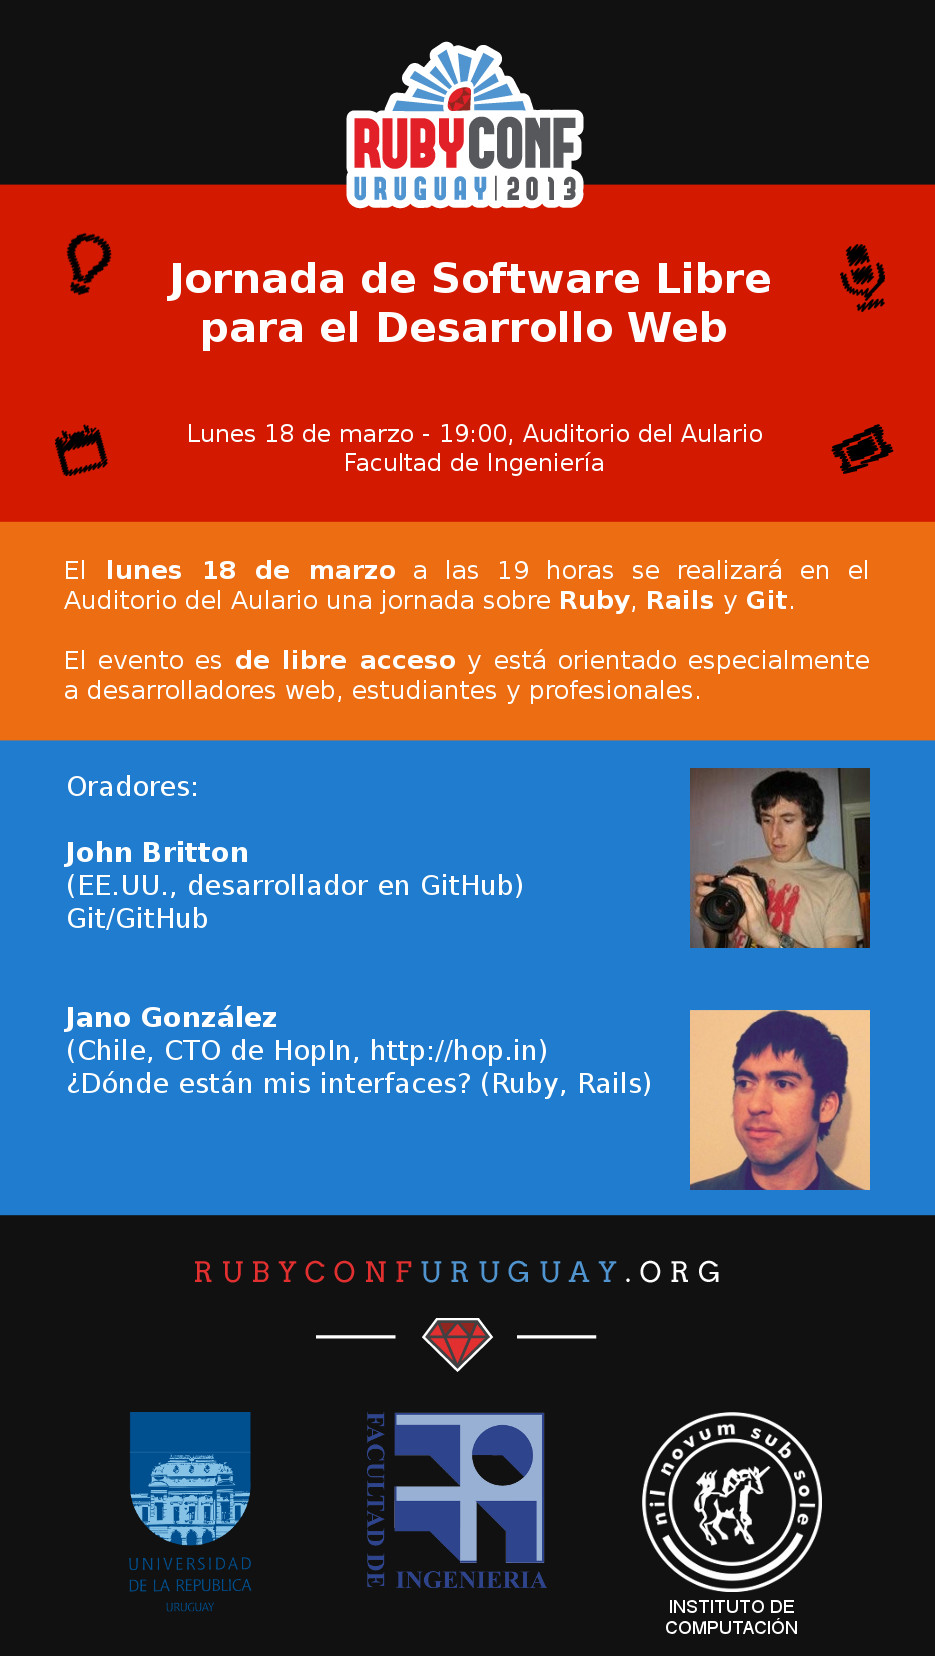 RUBYCONF
URUGUAY|2013
Jornada de Software Libre
para el Desarrollo Web
Lunes 18 de marzo - 19:00, Auditorio del Aulario
Facultad de Ingeniería
El lunes 18 de marzo a las 19 horas se realizará en el
Auditorio del Aulario una jornada sobre Ruby, Rails y Git.
El evento es de libre acceso y está orientado especialmente
a desarrolladores web, estudiantes y profesionales.
Oradores:
John Britton
(EE.UU., desarrollador en GitHub)
Git/GitHub
Jano González
(Chile, CTO de HopIn, http://hop.in)
¿Dónde están mis interfaces? (Ruby, Rails)
RUBYCONFURUGUAY.ORG
UNIVERSIDAD
DE LA REPUBLICA
URUGUAY
FACULTAD DE
INGENIERIA
nil novum sub sole
INSTITUTO DE
COMPUTACIÓN